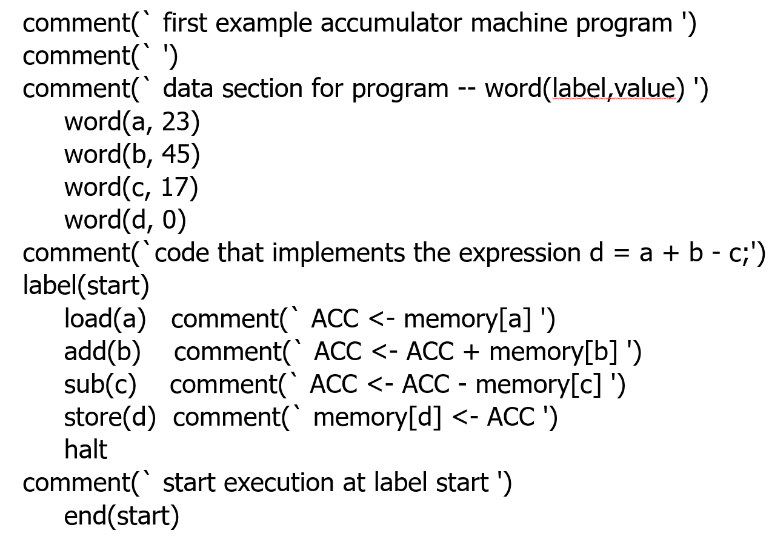 comment(` first example accumulator machine program ')
comment(` ')
comment(` data section for program -- word(label,value) ')
word(a, 23)
word(b, 45)
word(c, 17)
word(d, 0)
comment(`code that implements the expression d = a + b - c;')
label(start)
load(a) comment(` ACC <- memory[a] ')
add(b) comment(` ACC <- ACC + memory[b] ')
sub(c) comment(` ACC <- ACC - memory[c] ')
store(d) comment(` memory[d] <- ACC ')
halt
comment(` start execution at label start ')
end(start)